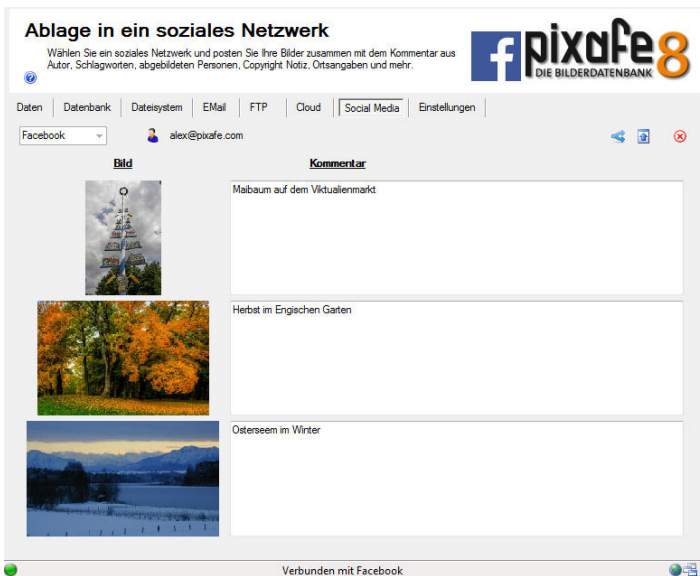 Ablage in ein soziales Netzwerk
Wählen Sie ein soziales Netzwerk und posten Sie Ihre Bilder zusammen mit dem Kommentar aus
Autor, Schlagworten, abgebildeten Personen, Copyright Notiz, Ortsangaben und mehr.
f pixafe 8
DIE BILDERDATENBANK
Daten Datenbank Dateisystem EMail FTP Cloud Social Media Einstellungen
Facebook alex@pixafe.com
Bild Kommentar
Maibaum auf dem Viktualienmarkt
Herbst im Engischen Garten
Osterseem im Winter
Verbunden mit Facebook